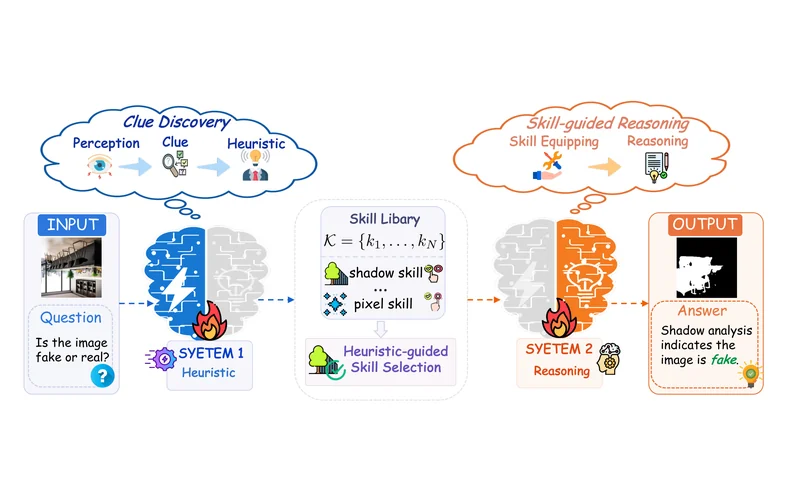 Clue Discovery
Perception
Clue
Heuristic
Skill-guided Reasoning
Skill Equipping
Reasoning
INPUT
Question
Is the image
fake or real?
?
SYETEM 1
Heuristic
Skill Libary
K = {k1, . . . , kN}
shadow skill
...
pixel skill
Heuristic-guided
Skill Selection
SYETEM 2
Reasoning
OUTPUT
Answer
Shadow analysis
indicates the
image is fake.